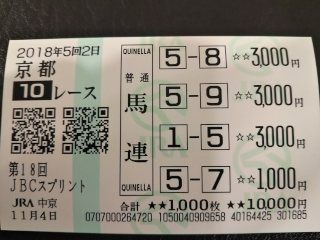 2018年5回2日
京都
10レース
第18回
JBCスプリント
JRA 中京
11月4日
QUINELLA
普通
馬連
QUINELLA
5-8 ☆☆3,000円
5-9 ☆☆3,000円
1-5 ☆☆3,000円
5-7 ☆☆1,000円
合計 ★★1,000枚 ★★10,000円
0707000264720 1050040909658 40164425 301685